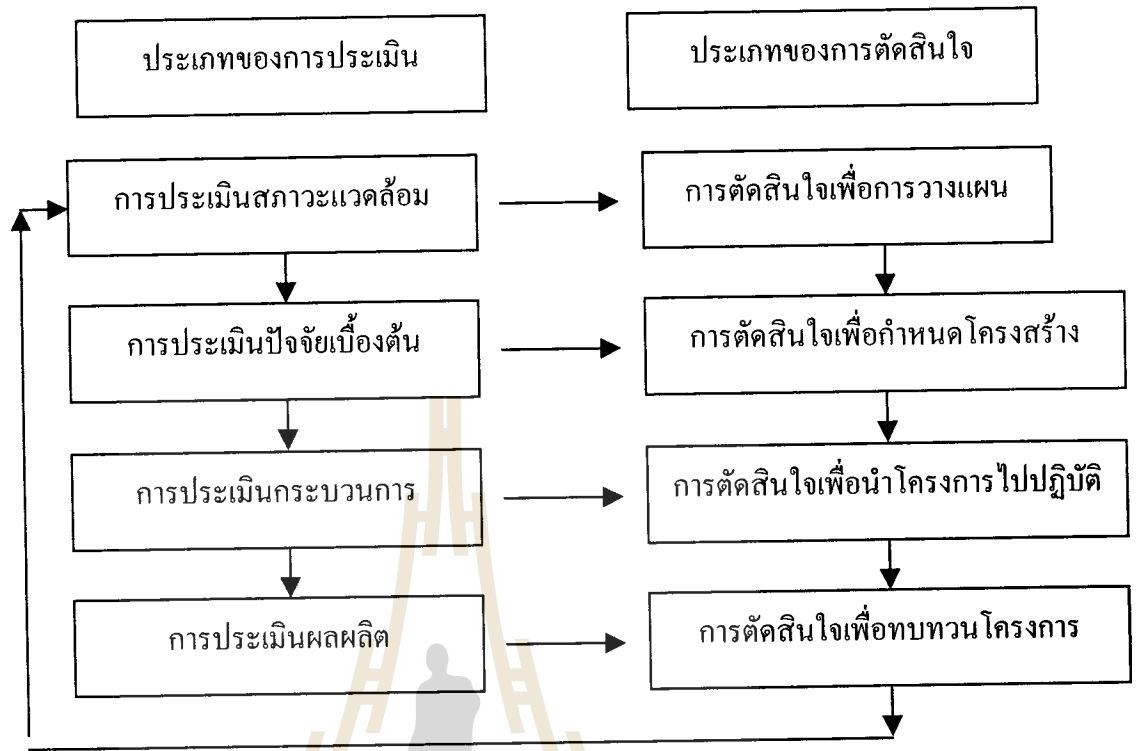 ประเภทของการประเมิน
ประเภทของการตัดสินใจ
การประเมินสภาวะแวดล้อม
การตัดสินใจเพื่อการวางแผน
การประเมินปัจจัยเบื้องต้น
การตัดสินใจเพื่อกำหนดโครงสร้าง
การประเมินกระบวนการ
การตัดสินใจเพื่อนำโครงการไปปฏิบัติ
การประเมินผลผลิต
การตัดสินใจเพื่อทบทวนโครงการ